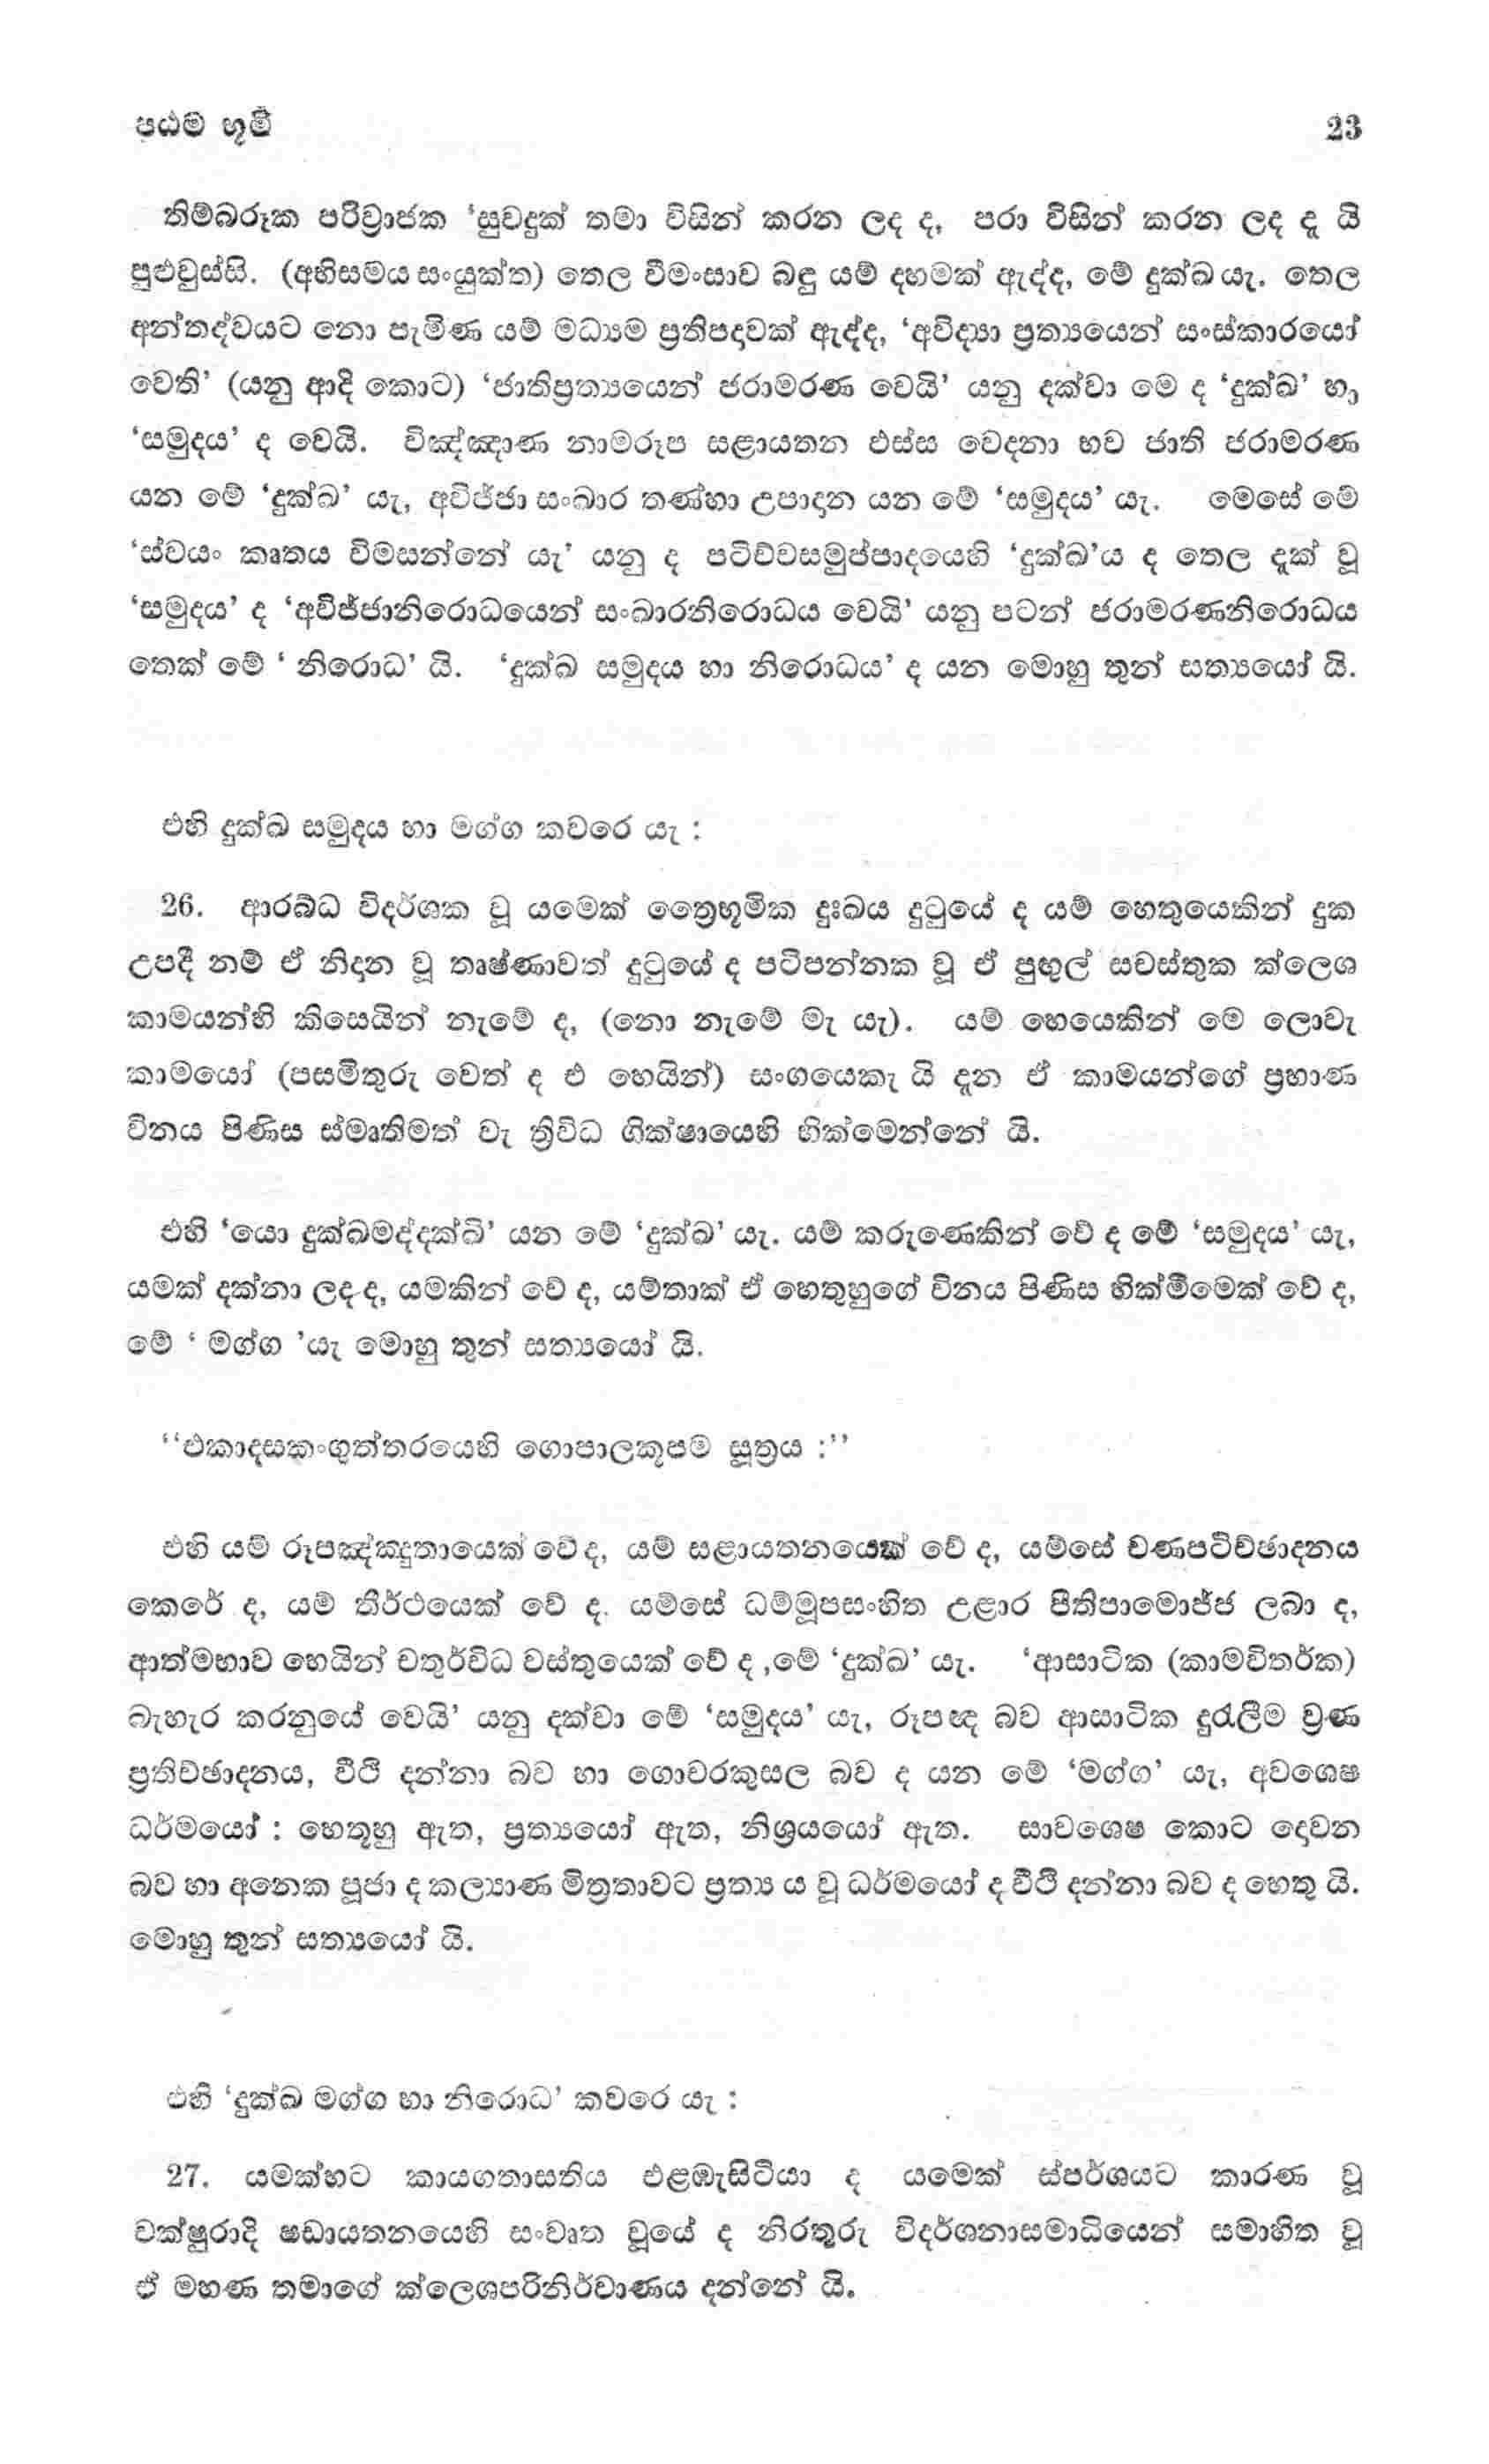 පඨම භූමි 23
තිම්බරූක පරිව්‍රාජක ‘සුවදුක් තමා විසින් කරන ලද ද, පරා විසින් කරන ලද ද යි
පුළුවුස්සි. (අභිසමය සංයුක්ත) තෙල වීමංසාව බඳු යම් දහමක් ඇද්ද, මේ දුක්ඛ යැ. තෙල
අන්තද්වයට නො පැමිණ යම් මධ්‍යම ප්‍රතිපදාවක් ඇද්ද, ‘අවිද්‍යා ප්‍රත්‍යයෙන් සංස්කාරයෝ
වෙති’ (යනු ආදි කොට) ‘ජාතිප්‍රත්‍යයෙන් ජරාමරණ වෙයි’ යනු දක්වා මෙ ද ‘දුක්ඛ’ හා,
‘සමුදය’ ද වෙයි. විඤ්ඤාණ නාමරූප සළායතන ඵස්ස වෙදනා භව ජාති ජරාමරණ
යන මේ ‘දුක්ඛ’ යැ, අවිජ්ජා සංඛාර තණ්හා උපාදාන යන මේ ‘සමුදය’ යැ. මෙසේ මේ
‘ස්වයං කෘතය විමසන්නේ යැ’ යනු ද පටිච්චසමුප්පාදයෙහි ‘දුක්ඛ’ය ද තෙල දැක් වූ
‘සමුදය’ ද ‘අවිජ්ජානිරොධයෙන් සංඛාරනිරොධය වෙයි’ යනු පටන් ජරාමරණනිරොධය
තෙක් මේ ‘ නිරොධ’ යි. ‘දුක්ඛ සමුදය හා නිරොධය’ ද යන මොහු තුන් සත්‍යයෝ යි.
එහි දුක්ඛ සමුදය හා මග්ග කවරෙ යැ :
26. ආරබ්ධ විදර්ශක වූ යමෙක් ත්‍රෛභූමික දුඃඛය දුටුයේ ද යම් හෙතුයෙකින් දුක
උපදී නම් ඒ නිදාන වූ තෘෂ්ණාවත් දුටුයේ ද පටිපන්නක වූ ඒ පුඟුල් සවස්තුක ක්ලෙශ
කාමයන්හි කිසෙයින් නැමේ ද, (නො නැමේ මැ යැ). යම් හෙයෙකින් මෙ ලොවැ
කාමයෝ (පසමිතුරු වෙත් ද එ හෙයින්) සංගයෙකැ යි දැන ඒ කාමයන්ගේ ප්‍රහාණ
විනය පිණිස ස්මෘතිමත් වැ ත්‍රිවිධ ශික්ෂායෙහි හික්මෙන්නේ යි.
එහි ‘යො දුක්ඛමද්දක්ඛි’ යන මේ ‘දුක්ඛ’ යැ. යම් කරුණෙකින් වේ ද මේ ‘සමුදය’ යැ,
යමක් දක්නා ලද ද, යමකින් වේ ද, යම්තාක් ඒ හෙතුහුගේ විනය පිණිස හික්මීමෙක් වේ ද,
මේ ‘ මග්ග ’යැ මොහු තුන් සත්‍යයෝ යි.
‘‘එකාදසකංගුත්තරයෙහි ගොපාලකූපම සූත්‍රය :’’
එහි යම් රූපඤ්ඤුතායෙක් වේ ද, යම් සළායතනයෙක් වේ ද, යම්සේ වණපටිච්ඡාදනය
කෙරේ ද, යම් තීර්ථයෙක් වේ ද. යම්සේ ධම්මූපසංහිත උළාර පීතිපාමොජ්ජ ලබා ද,
ආත්මභාව හෙයින් චතුර්විධ වස්තුයෙක් වේ ද ,මේ ‘දුක්ඛ’ යැ. ‘ආසාටික (කාමවිතර්ක)
බැහැර කරනුයේ වෙයි’ යනු දක්වා මේ ‘සමුදය’ යැ, රූපඥ බව ආසාටික දුරැලීම ව්‍රණ
ප්‍රතිච්ඡාදනය, වීථි දන්නා බව හා ගොචරකුසල බව ද යන මේ ‘මග්ග’ යැ, අවශෙෂ
ධර්මයෝ : හෙතූහු ඇත, ප්‍රත්‍යයෝ ඇත, නිශ්‍රයයෝ ඇත. සාවශෙෂ කොට දොවන
බව හා අනෙක පූජා ද කල්‍යාණ මිත්‍රතාවට ප්‍රත්‍ය ය වූ ධර්මයෝ ද වීථි දන්නා බව ද හෙතු යි.
මොහු තුන් සත්‍යයෝ යි.
එහි ‘දුක්ඛ මග්ග හා නිරොධ’ කවරෙ යැ :
27. යමක්හට කායගතාසතිය එළඹැසිටියා ද යමෙක් ස්පර්ශයට කාරණ වූ
චක්ෂුරාදි ෂඩායතනයෙහි සංවෘත වූයේ ද නිරතුරු විදර්ශනාසමාධියෙන් සමාහිත වූ
ඒ මහණ තමාගේ ක්ලෙශපරිනිර්වාණය දන්නේ යි.